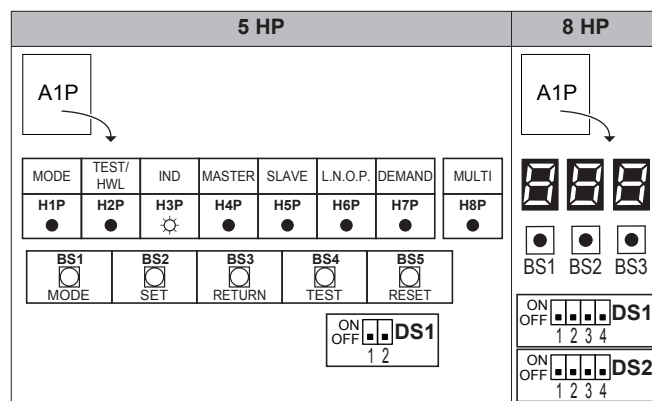 5 HP
8 HP
A1P
A1P
MODE TEST/HWL IND MASTER SLAVE L.N.O.P. DEMAND MULTI
H1P H2P H3P H4P H5P H6P H7P H8P
BS1 BS2 BS3 BS4 BS5
MODE SET RETURN TEST RESET
ON
OFF
DS1
1 2
888
BS1 BS2 BS3
ON
OFF
DS1
1 2 3 4
ON
OFF
DS2
1 2 3 4